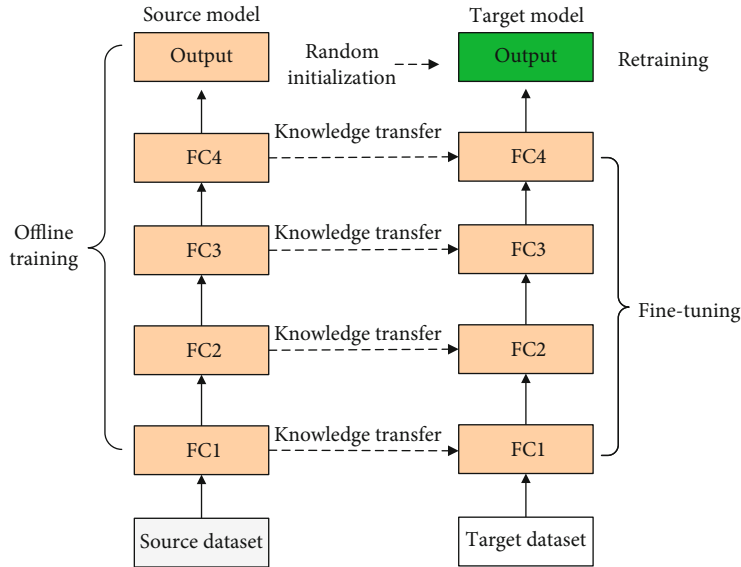 Source model
Target model
Output
Random
initialization
Output
Retraining
Knowledge transfer
FC4
FC4
Knowledge transfer
FC3
FC3
Offline
training
Fine-tuning
Knowledge transfer
FC2
FC2
Knowledge transfer
FC1
FC1
Source dataset
Target dataset